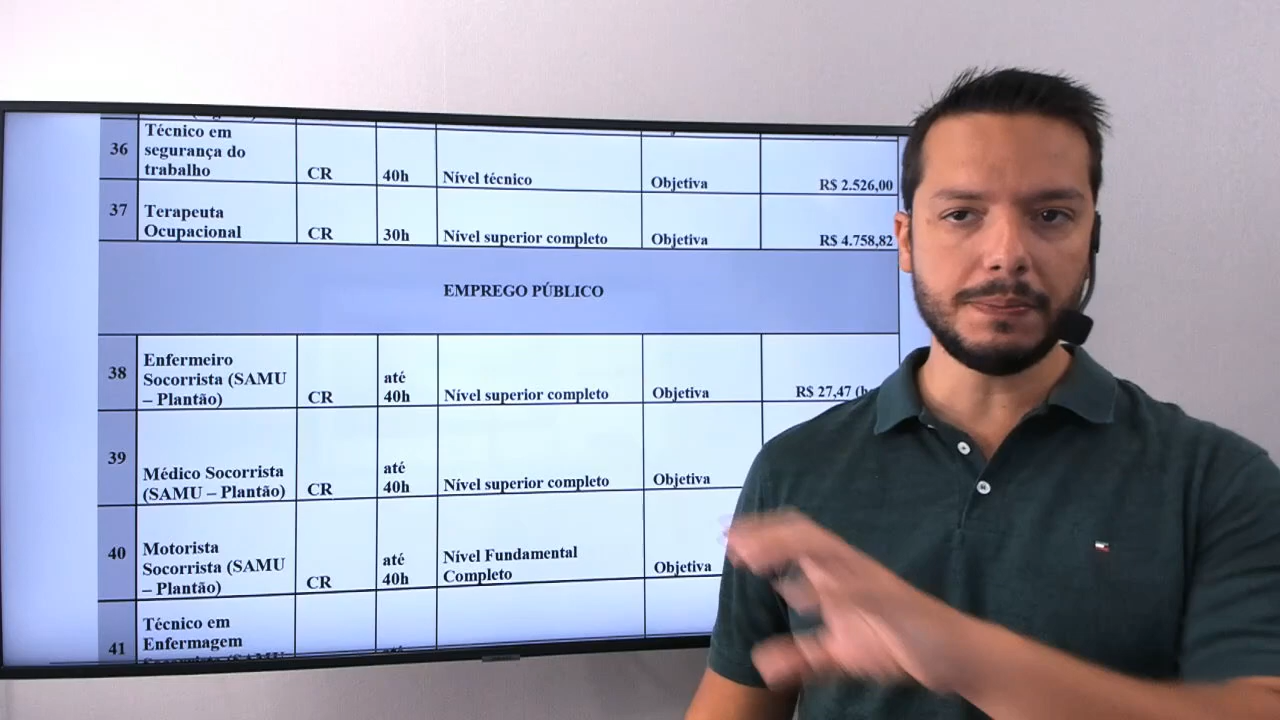 36 Técnico em segurança do trabalho CR 40h Nível técnico Objetiva R$ 2.526,00
37 Terapeuta Ocupacional CR 30h Nível superior completo Objetiva R$ 4.758,82
EMPREGO PÚBLICO
38 Enfermeiro Socorrista (SAMU – Plantão) CR até 40h Nível superior completo Objetiva R$ 27,47
39 Médico Socorrista (SAMU – Plantão) CR até 40h Nível superior completo Objetiva
40 Motorista Socorrista (SAMU – Plantão) CR até 40h Nível Fundamental Completo Objetiva
41 Técnico em Enfermagem